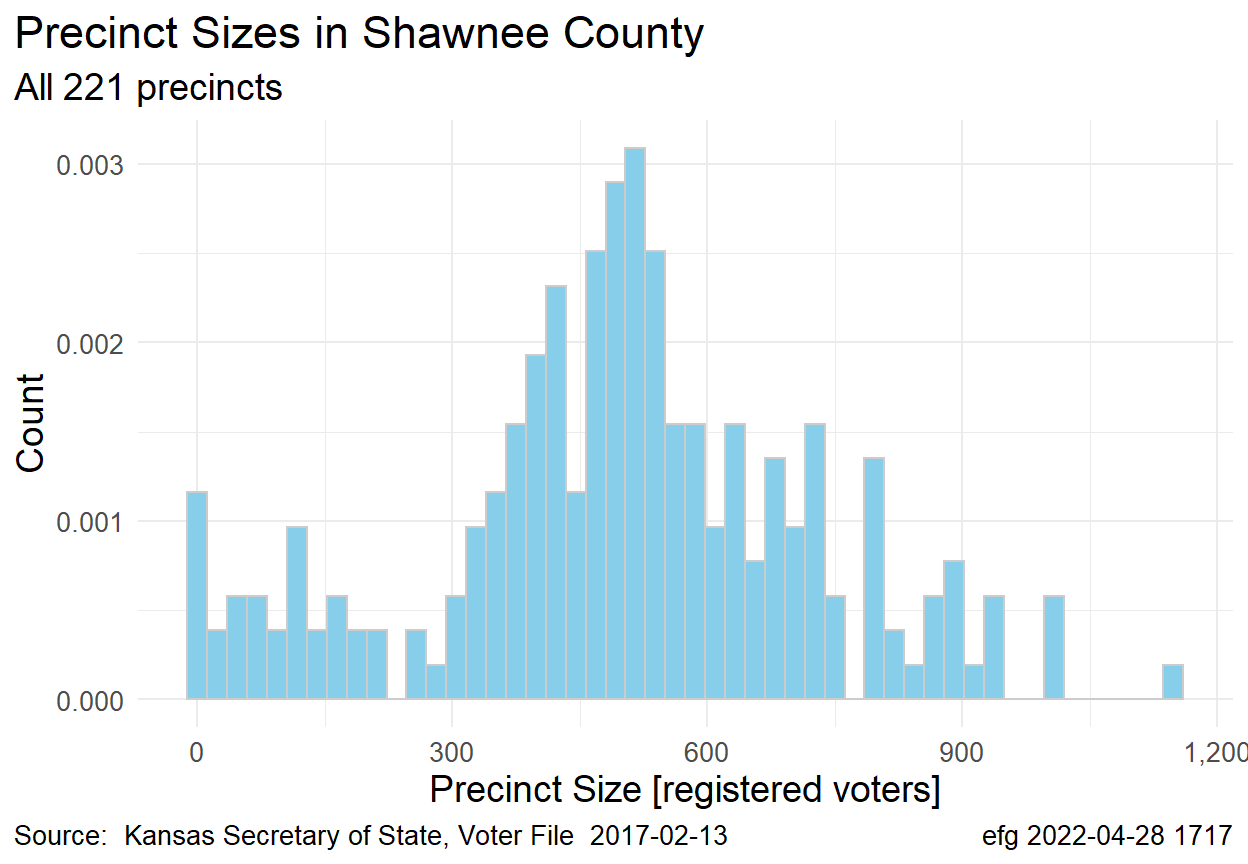 Precinct Sizes in Shawnee County
All 221 precincts
0.003
0.002
0.001
0.000
Count
0 300 600 900 1,200
Precinct Size [registered voters]
Source:  Kansas Secretary of State, Voter File  2017-02-13 efg 2022-04-28 1717